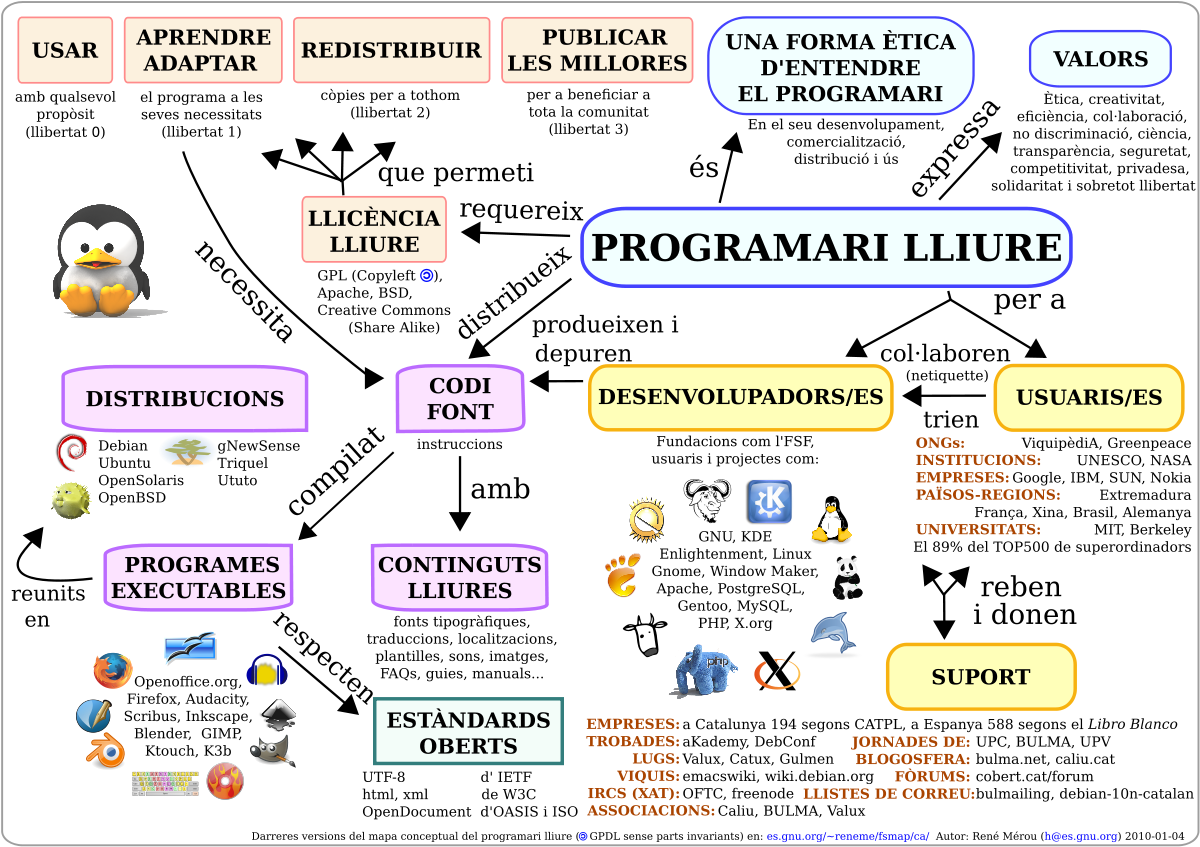 USAR
amb qualsevol
propòsit
(llibertat 0)
APRENDRE
ADAPTAR
el programa a les
seves necessitats
(llibertat 1)
REDISTRIBUIR
còpies per a tothom
(llibertat 2)
PUBLICAR
LES MILLORES
per a beneficiar a
tota la comunitat
(llibertat 3)
UNA FORMA ÈTICA
D'ENTENDRE
EL PROGRAMARI
En el seu desenvolupament,
comercialització,
distribució i ús
VALORS
Ètica, creativitat,
eficiència, col·laboració,
no discriminació, ciència,
transparència, seguretat,
competitivitat, privadesa,
solidaritat i sobretot llibertat
que permeti
és
expressa
LLICÈNCIA
LLIURE
GPL (Copyleft ),
Apache, BSD,
Creative Commons
(Share Alike)
requereix
PROGRAMARI LLIURE
necessita
distribueix
per a
produeixen i
depuren
col·laboren
(netiquette)
trien
DISTRIBUCIONS
Debian
Ubuntu
OpenSolaris
OpenBSD
gNewSense
Triquel
Ututo
CODI
FONT
instruccions
DESENVOLUPADORS/ES
Fundacions com l'FSF,
usuaris i projectes com:
GNU, KDE
Enlightenment, Linux
Gnome, Window Maker,
Apache, PostgreSQL,
Gentoo, MySQL,
PHP, X.org
php
USUARIS/ES
ONGs: ViquipèdiA, Greenpeace
INSTITUCIONS: UNESCO, NASA
EMPRESES: Google, IBM, SUN, Nokia
PAÏSOS-REGIONS: Extremadura
França, Xina, Brasil, Alemanya
UNIVERSITATS: MIT, Berkeley
El 89% del TOP500 de superordinadors
compilat
amb
reunits
en
PROGRAMES
EXECUTABLES
Openoffice.org,
Firefox, Audacity,
Scribus, Inkscape,
Blender, GIMP,
Ktouch, K3b
CONTINGUTS
LLIURES
fonts tipogràfiques,
traduccions, localitzacions,
plantilles, sons, imatges,
FAQs, guies, manuals...
respecten
ESTÀNDARDS
OBERTS
UTF-8 d' IETF
html, xml de W3C
OpenDocument d'OASIS i ISO
reben
i donen
SUPORT
EMPRESES: a Catalunya 194 segons CATPL, a Espanya 588 segons el Libro Blanco
TROBADES: aKademy, DebConf JORNADES DE: UPC, BULMA, UPV
LUGS: Valux, Catux, Gulmen BLOGOSFERA: bulma.net, caliu.cat
VIQUIS: emacswiki, wiki.debian.org FÒRUMS: cobert.cat/forum
IRCS (XAT): OFTC, freenode LLISTES DE CORREU: bulmailing, debian-10n-catalan
ASSOCIATIONS: Caliu, BULMA, Valux
Darreres versions del mapa conceptual del programari lliure ( GPDL sense parts invariants) en: es.gnu.org/~reneme/fsmap/ca/ Autor: René Mérou (h@es.gnu.org) 2010-01-04